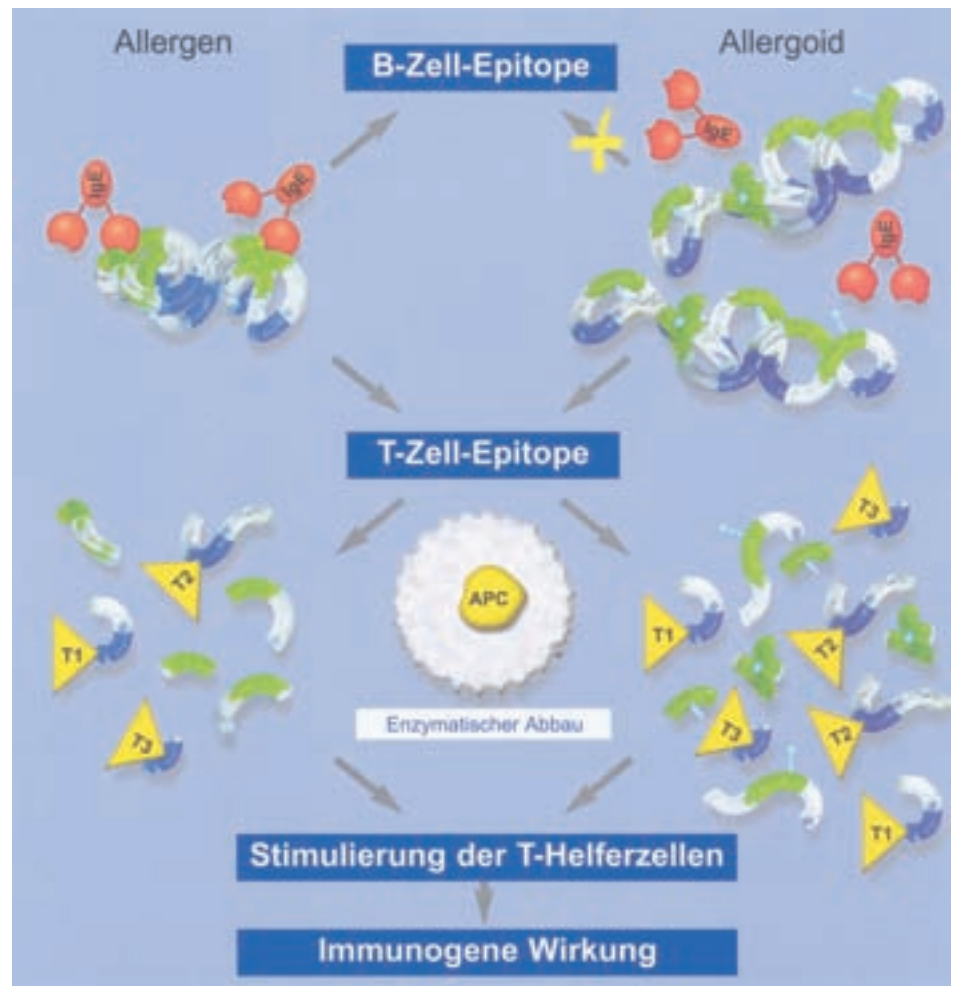 Allergen
Allergoid
B-Zell-Epitope
IgE
IgE
IgE
IgE
T-Zell-Epitope
T2
T1
T3
APC
Enzymatischer Abbau
T3
T1
T2
T3
T2
T1
Stimulierung der T-Helferzellen
Immunogene Wirkung